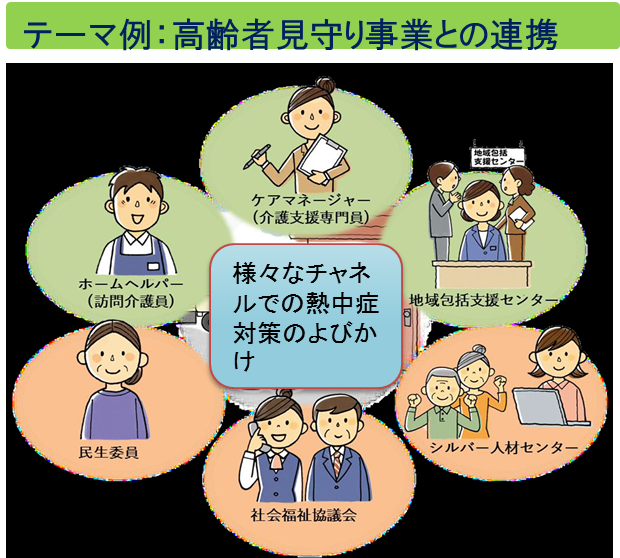 テーマ例：高齢者見守り事業との連携
ケアマネージャー
（介護支援専門員）
地域包括
支援センター
ホームヘルパー
（訪問介護員）
地域包括支援センター
様々なチャネ
ルでの熱中症
対策のよびか
け
民生委員
シルバー人材センター
社会福祉協議会